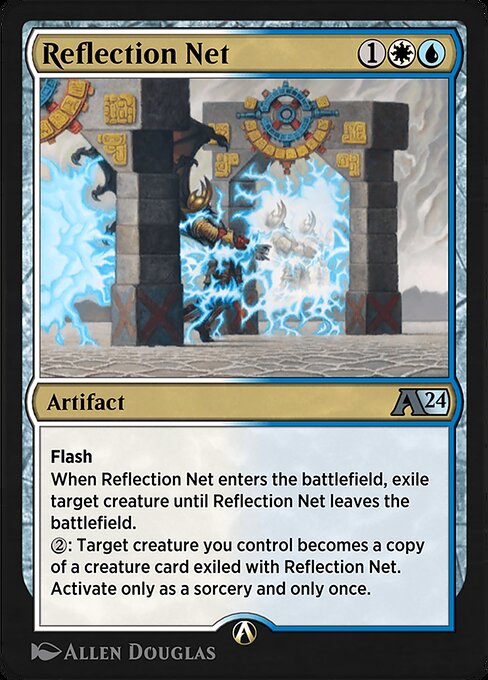 Reflection Net 1
Artifact A24
Flash
When Reflection Net enters the battlefield, exile
target creature until Reflection Net leaves the
battlefield.
②: Target creature you control becomes a copy
of a creature card exiled with Reflection Net.
Activate only as a sorcery and only once.
ALLEN DOUGLAS